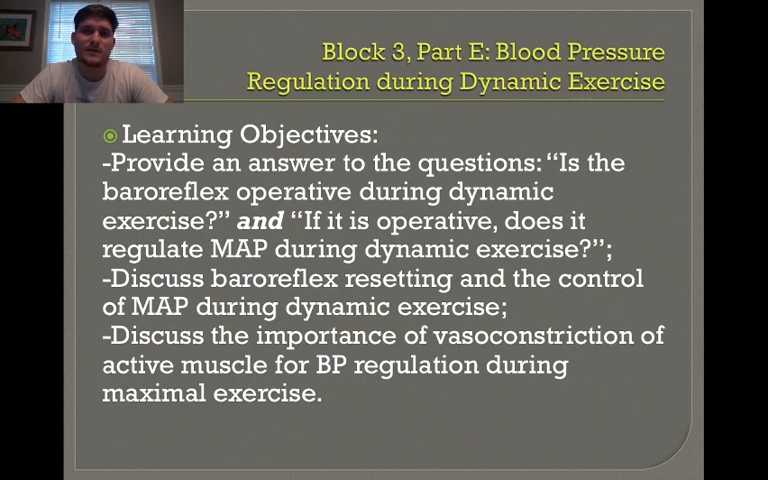 Block 3, Part E: Blood Pressure
Regulation during Dynamic Exercise
Learning Objectives:
-Provide an answer to the questions: “Is the
baroreflex operative during dynamic
exercise?” and “If it is operative, does it
regulate MAP during dynamic exercise?”;
-Discuss baroreflex resetting and the control
of MAP during dynamic exercise;
-Discuss the importance of vasoconstriction of
active muscle for BP regulation during
maximal exercise.